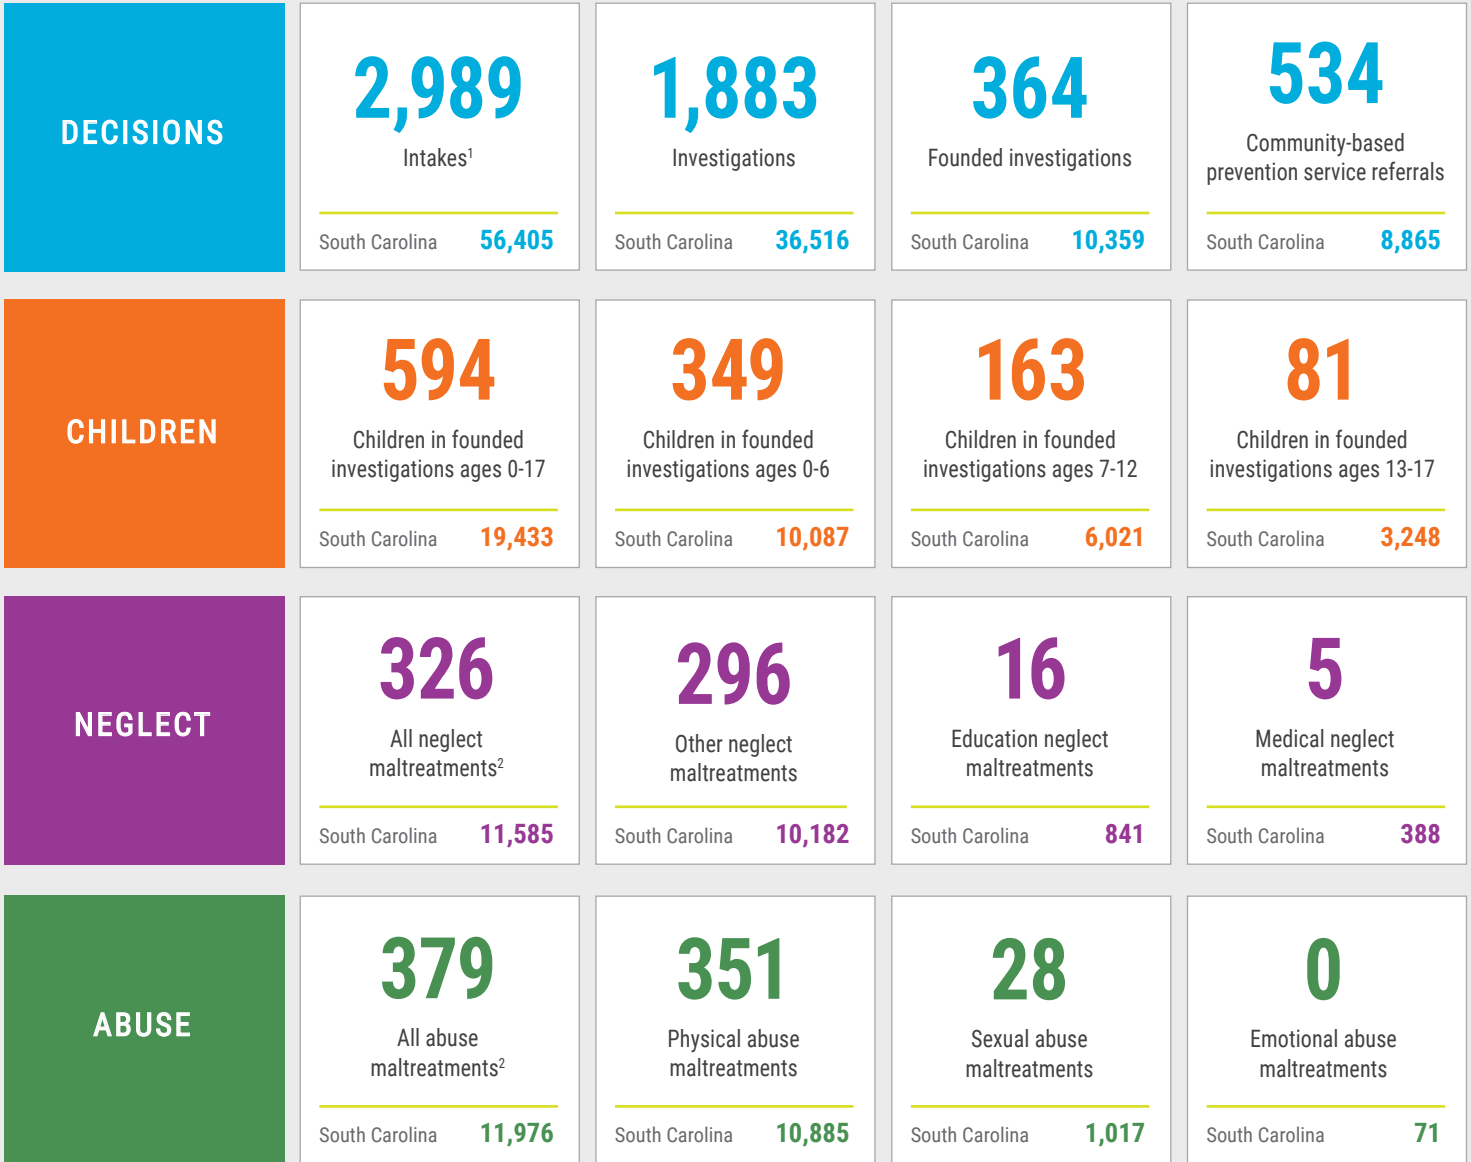 DECISIONS
2,989
Intakes¹
South Carolina 56,405
1,883
Investigations
South Carolina 36,516
364
Founded investigations
South Carolina 10,359
534
Community-based
prevention service referrals
South Carolina 8,865
CHILDREN
594
Children in founded
investigations ages 0-17
South Carolina 19,433
349
Children in founded
investigations ages 0-6
South Carolina 10,087
163
Children in founded
investigations ages 7-12
South Carolina 6,021
81
Children in founded
investigations ages 13-17
South Carolina 3,248
NEGLECT
326
All neglect
maltreatments²
South Carolina 11,585
296
Other neglect
maltreatments
South Carolina 10,182
16
Education neglect
maltreatments
South Carolina 841
5
Medical neglect
maltreatments
South Carolina 388
ABUSE
379
All abuse
maltreatments²
South Carolina 11,976
351
Physical abuse
maltreatments
South Carolina 10,885
28
Sexual abuse
maltreatments
South Carolina 1,017
0
Emotional abuse
maltreatments
South Carolina 71